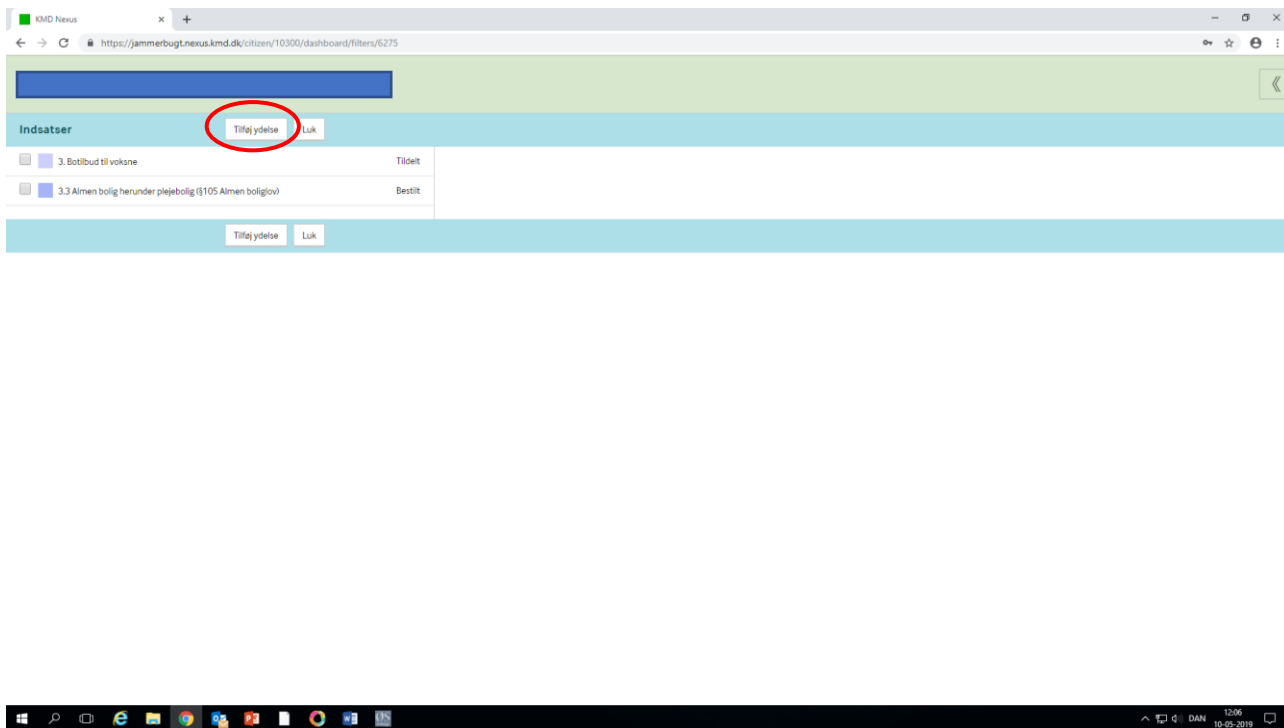 KMD Nexus
https://jammerbugt.nexus.kmd.dk/citizen/10300/dashboard/filters/6275
Indsatser Tilføj ydelse Luk
3. Botilbud til voksne Tildelt
3.3 Almen bolig herunder plejebolig (§105 Almen boliglov) Bestilt
Tilføj ydelse Luk
DAN 12:06
10-05-2019